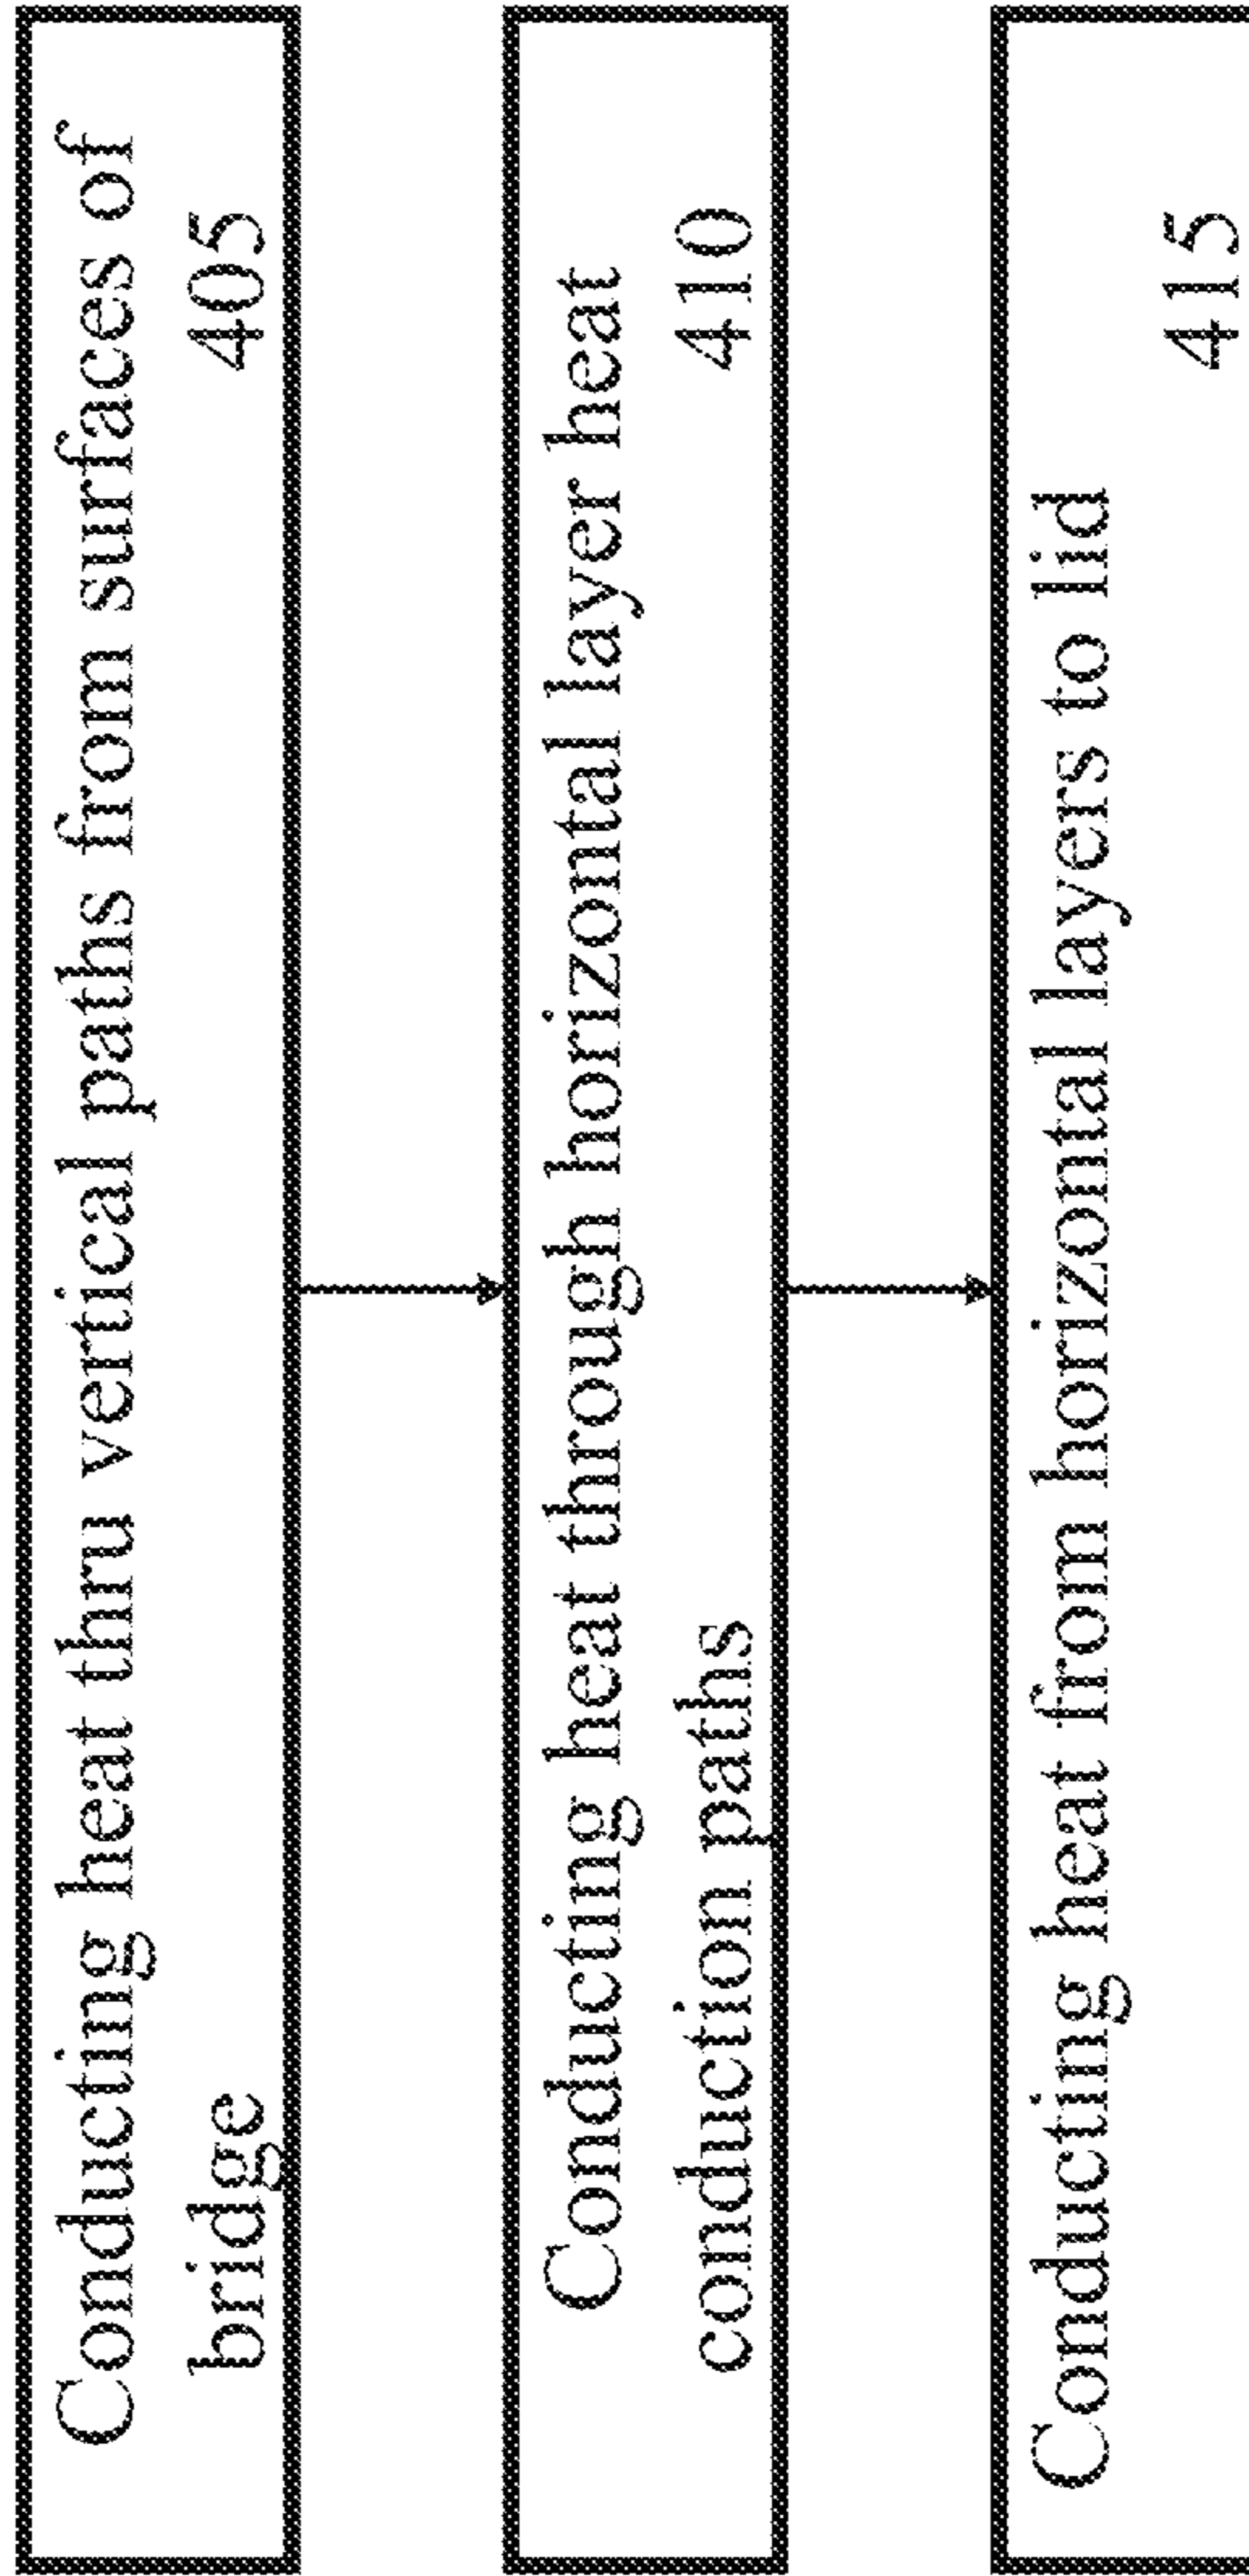 Conducting heat thru vertical paths from surfaces of
bridge 405
Conducting heat through horizontal layer heat
conduction paths 410
Conducting heat from horizontal layers to lid
415